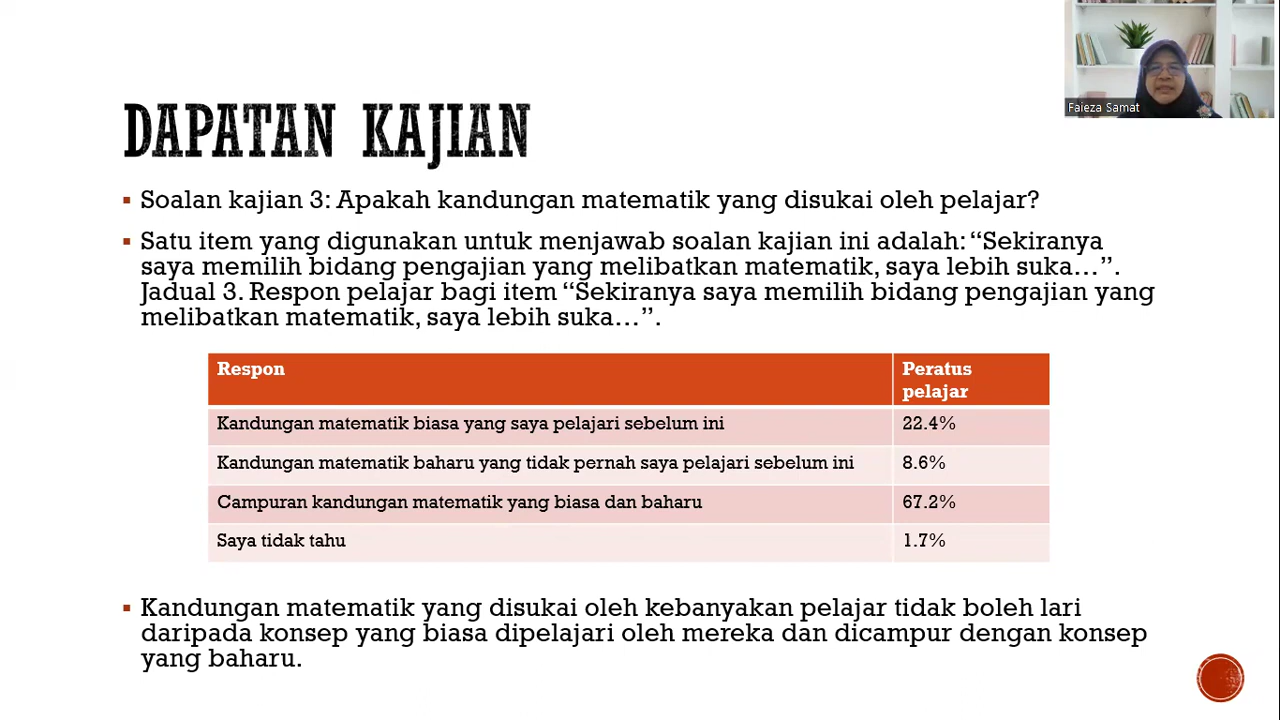 Faieza Samat
DAPATAN KAJIAN
▪ Soalan kajian 3: Apakah kandungan matematik yang disukai oleh pelajar?
▪ Satu item yang digunakan untuk menjawab soalan kajian ini adalah: “Sekiranya
saya memilih bidang pengajian yang melibatkan matematik, saya lebih suka…”.
Jadual 3. Respon pelajar bagi item “Sekiranya saya memilih bidang pengajian yang
melibatkan matematik, saya lebih suka…”.
Respon Peratus
pelajar
Kandungan matematik biasa yang saya pelajari sebelum ini 22.4%
Kandungan matematik baharu yang tidak pernah saya pelajari sebelum ini 8.6%
Campuran kandungan matematik yang biasa dan baharu 67.2%
Saya tidak tahu 1.7%
▪ Kandungan matematik yang disukai oleh kebanyakan pelajar tidak boleh lari
daripada konsep yang biasa dipelajari oleh mereka dan dicampur dengan konsep
yang baharu.